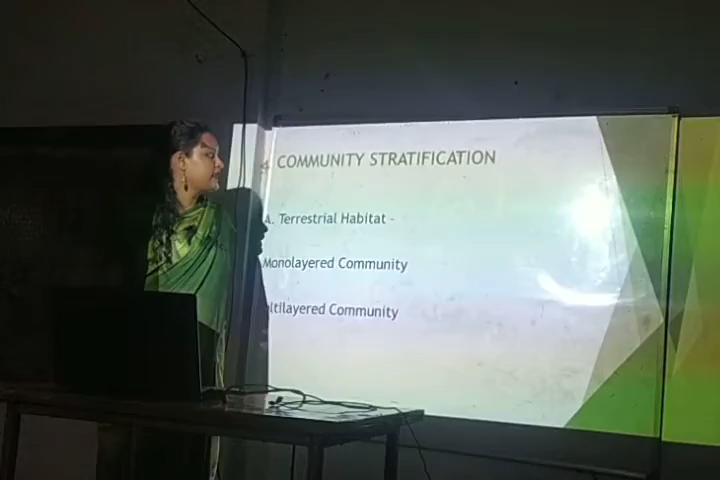 COMMUNITY STRATIFICATION
A. Terrestrial Habitat -
Monolayered Community
ltilayered Community